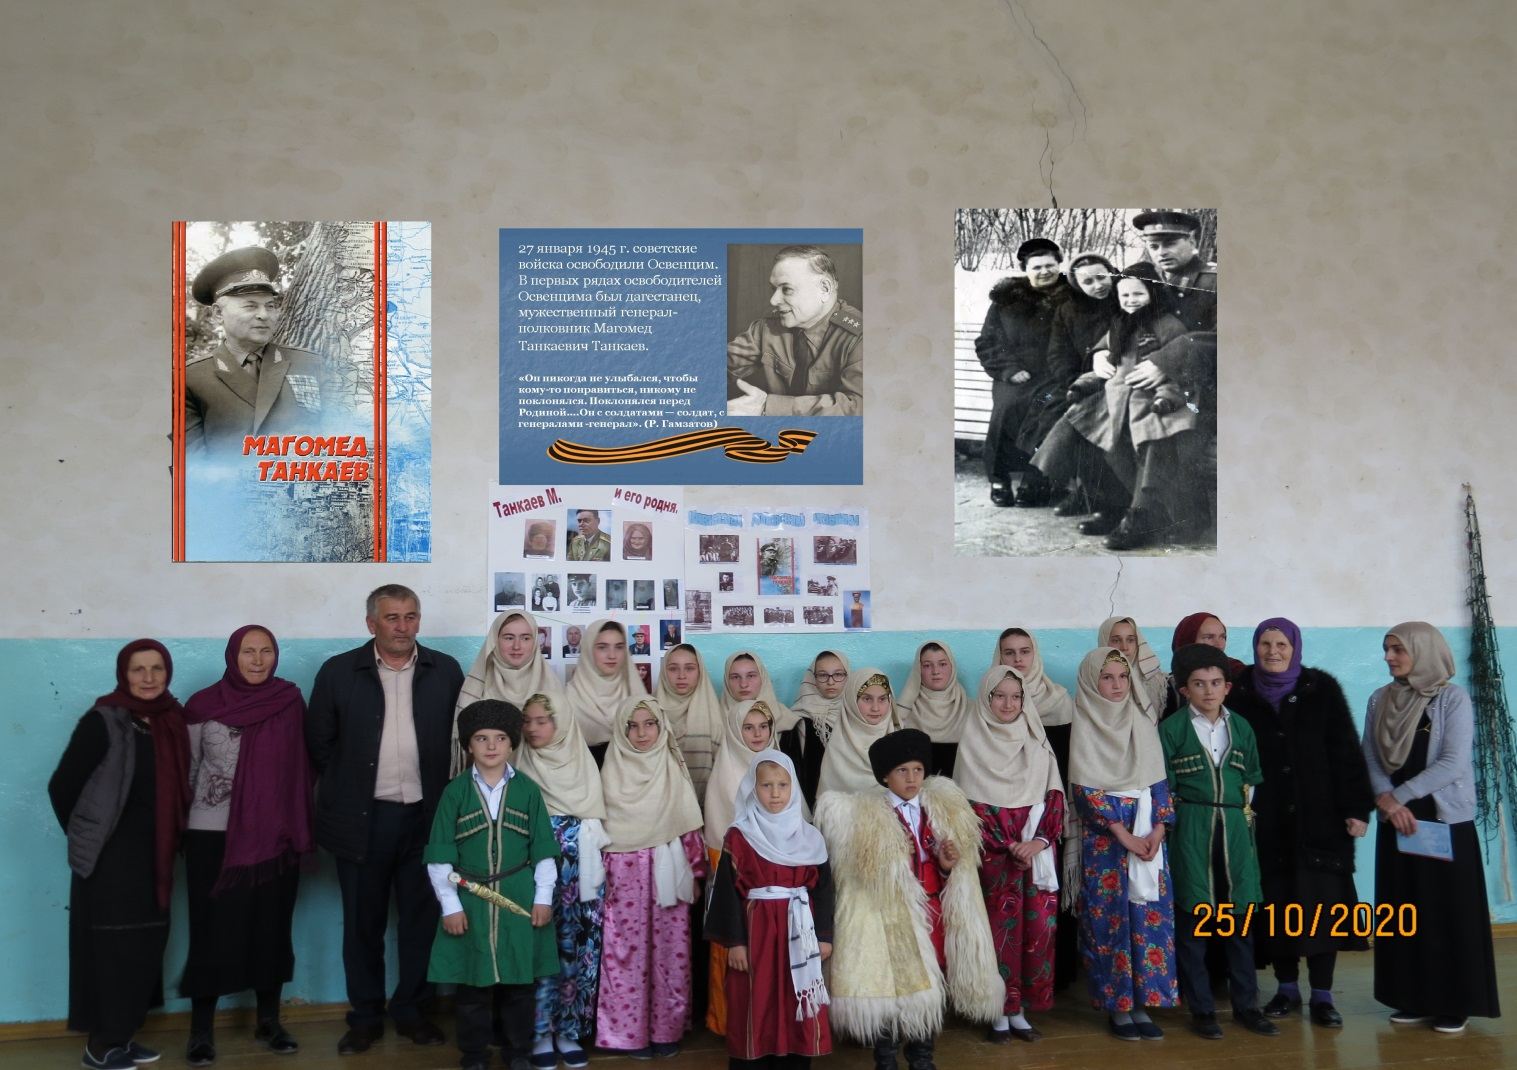 МАГОМЕД
ТАНКАЕВ
27 января 1945 г. советские
войска освободили Освенцим.
В первых рядах освободителей
Освенцима был дагестанец,
мужественный генерал-
полковник Магомед
Танкаевич Танкаев.
«Он никогда не улыбался, чтобы
кому-то понравиться, никому не
поклонялся. Поклонялся перед
Родиной....Он с солдатами — солдат, с
генералами -генерал». (Р. Гамзатов)
Танкаев М. и его родня.
25/10/2020